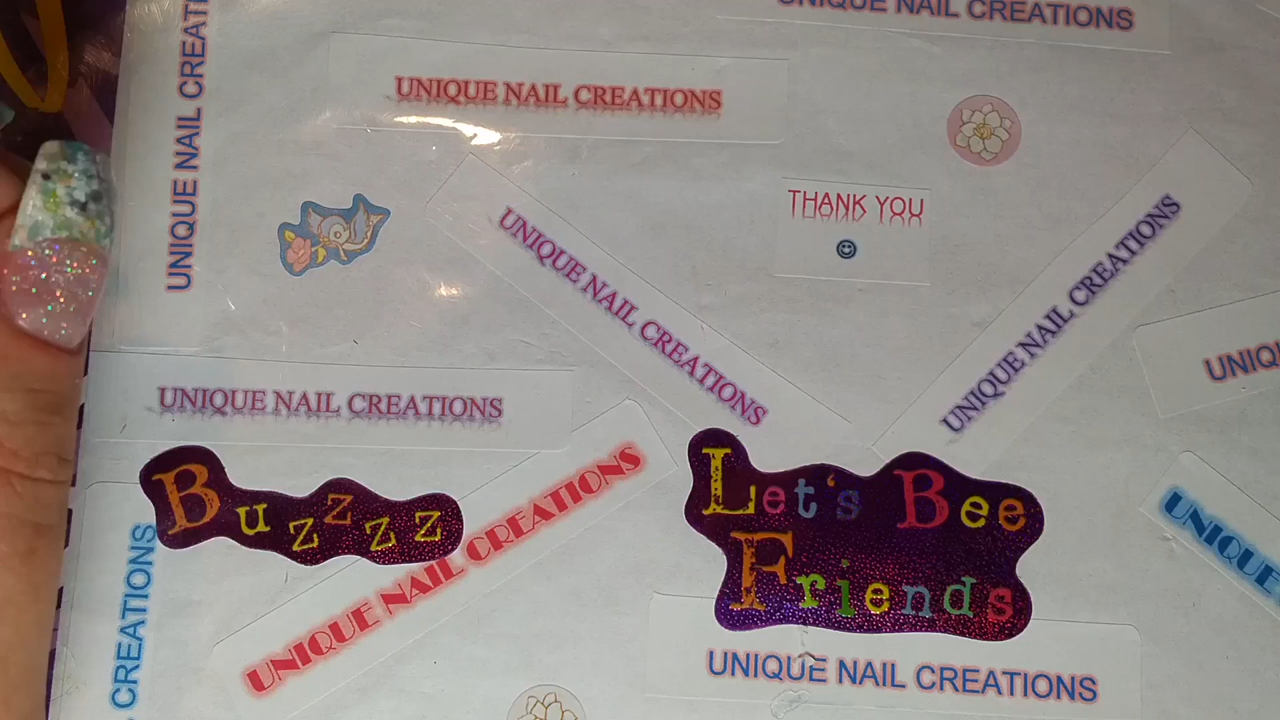 UNIQUE NAIL CREATIONS
UNIQUE NAIL CREATI
UNIQUE NAIL CREATIONS
THANK YOU
UNIQUE NAIL CREATIONS
UNIQUE NAIL CREATIONS
UNIQ
UNIQUE NAIL CREATIONS
UNIQUE NAIL CREATIONS
Buzzzz
Let's Bee
Friends
UNIQUE
CREATIONS
UNIQUE NAIL CREATIONS